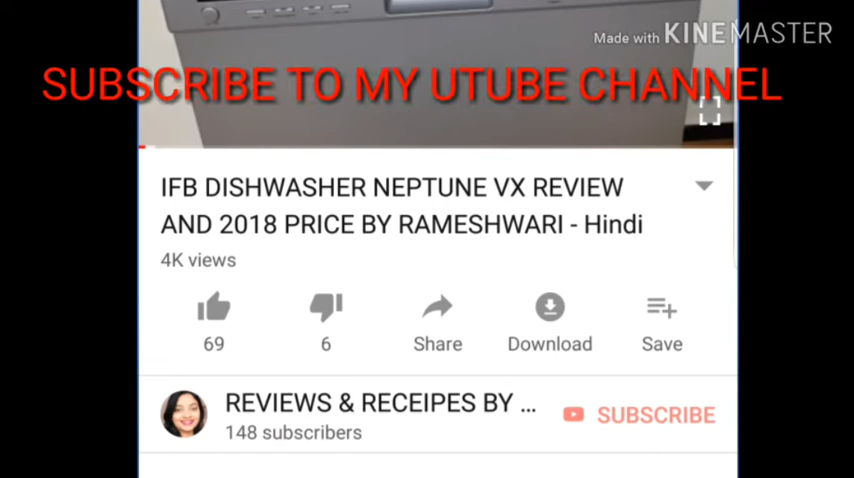 Made with KINEMASTER
SUBSCRIBE TO MY UTUBE CHANNEL
IFB DISHWASHER NEPTUNE VX REVIEW
AND 2018 PRICE BY RAMESHWARI - Hindi
4K views
69 6 Share Download Save
REVIEWS & RECEIPES BY ...
SUBSCRIBE
148 subscribers